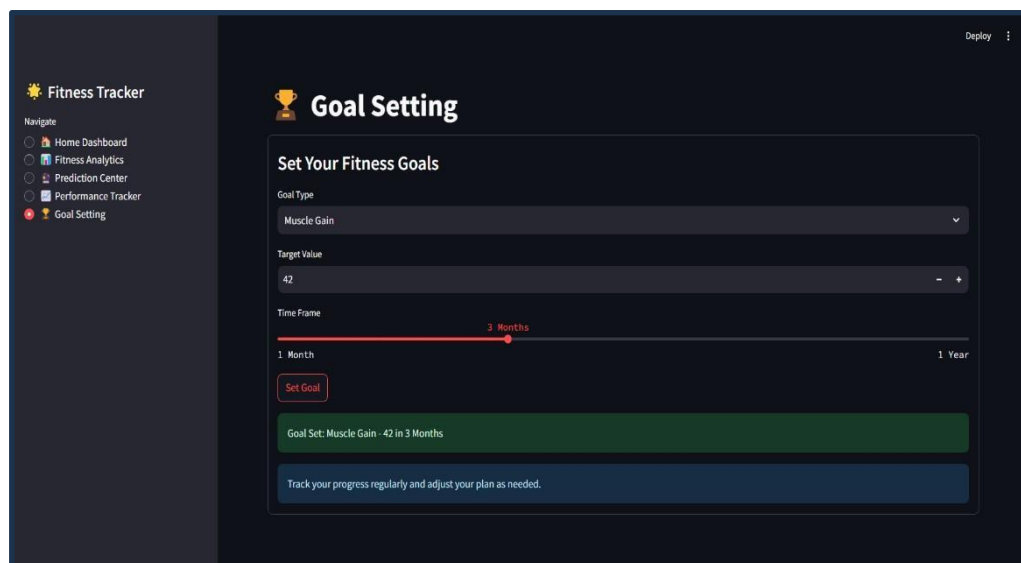 Deploy
Fitness Tracker
Navigate
Home Dashboard
Fitness Analytics
Prediction Center
Performance Tracker
Goal Setting
Goal Setting
Set Your Fitness Goals
Goal Type
Muscle Gain
Target Value
42
- +
Time Frame
3 Months
1 Month
1 Year
Set Goal
Goal Set: Muscle Gain - 42 in 3 Months
Track your progress regularly and adjust your plan as needed.